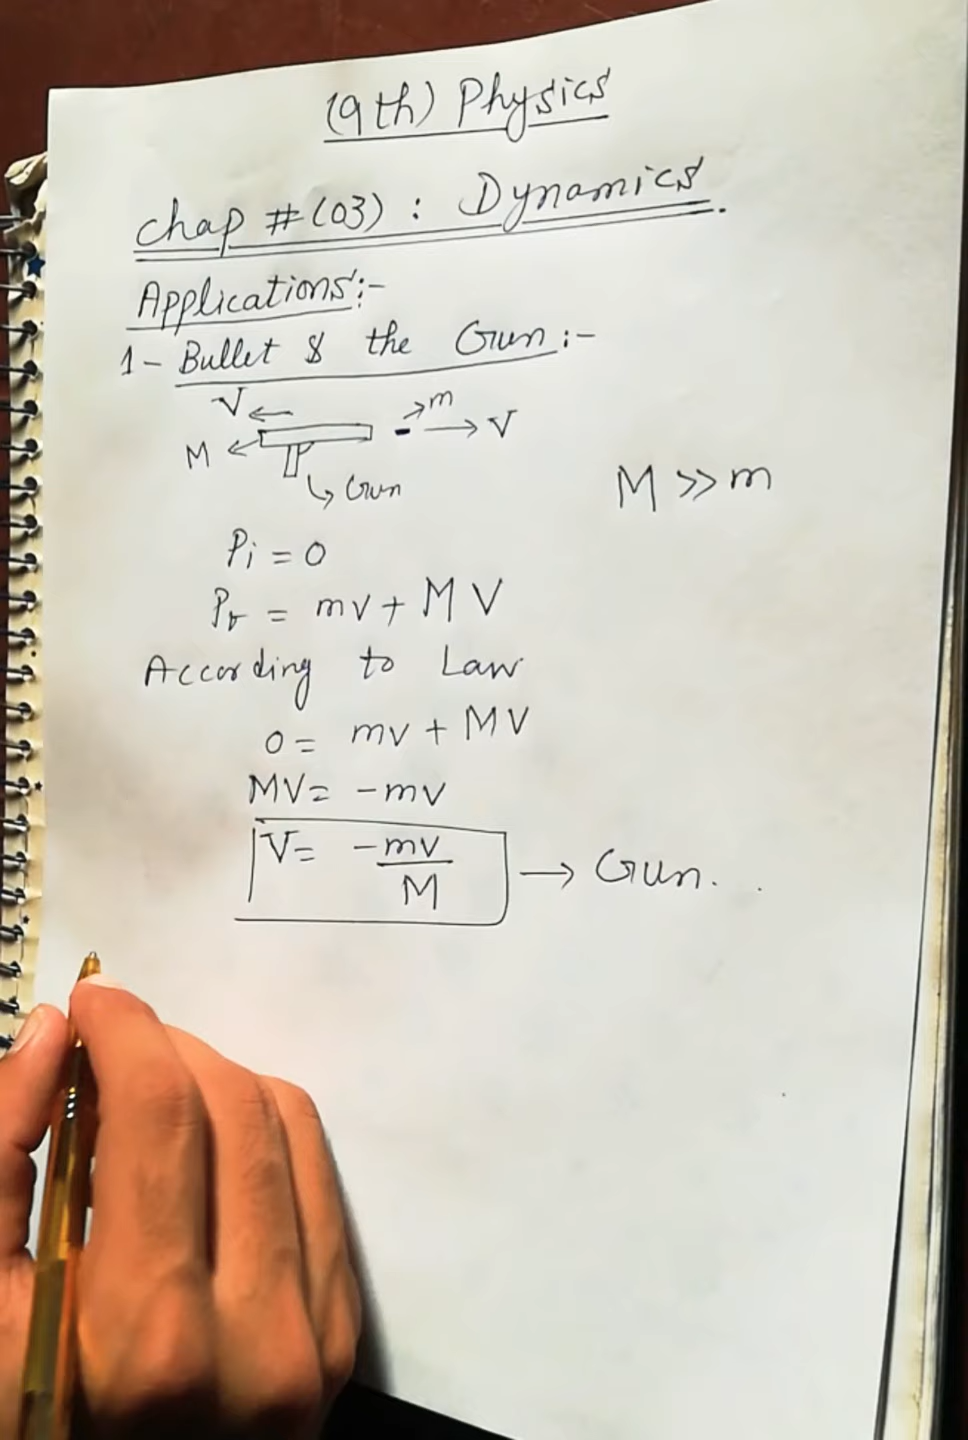 (9th) Physics
Chap #(03) : Dynamics.
Applications:-
1- Bullet & the Gun:-
V ← → m
M ← → V
↳ Gun
M >> m
Pi = 0
Pf = mv + MV
According to Law
0 = mv + MV
MV = -mv
V = -mv/M → Gun.